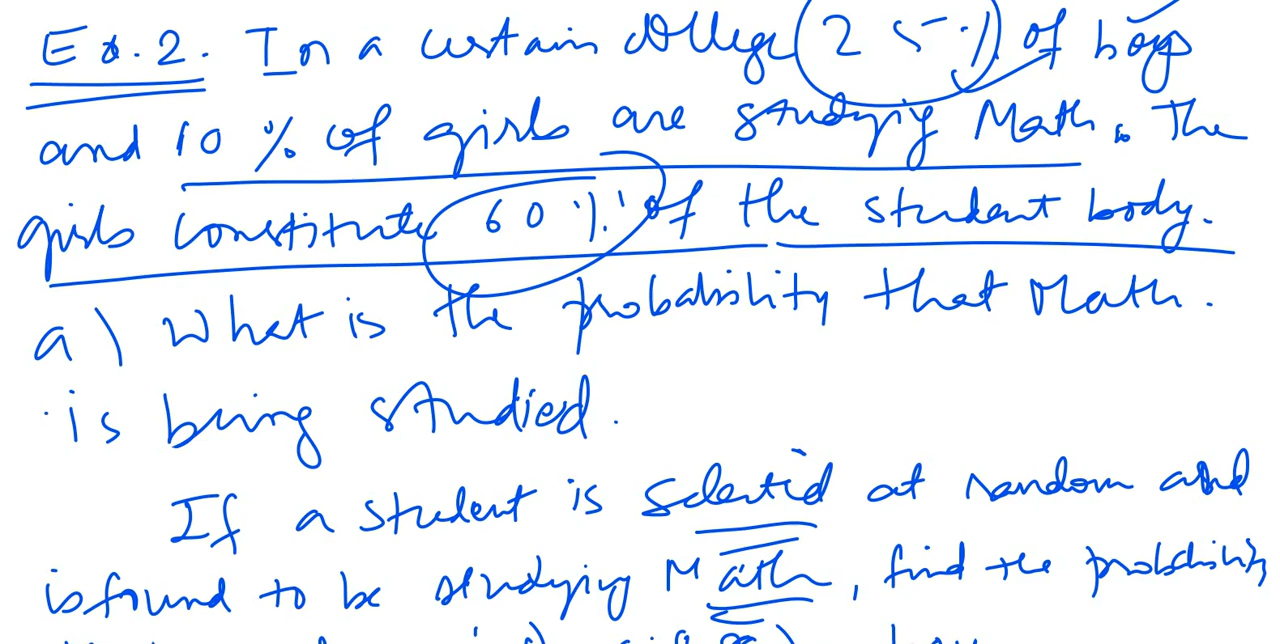 Ex.2. In a certain college 25% of boys
and 10% of girls are studying Math. The
girls constitute 60% of the student body.
a) What is the probability that Math.
is being studied.
If a student is selected at random and
is found to be studying Math, find the probability